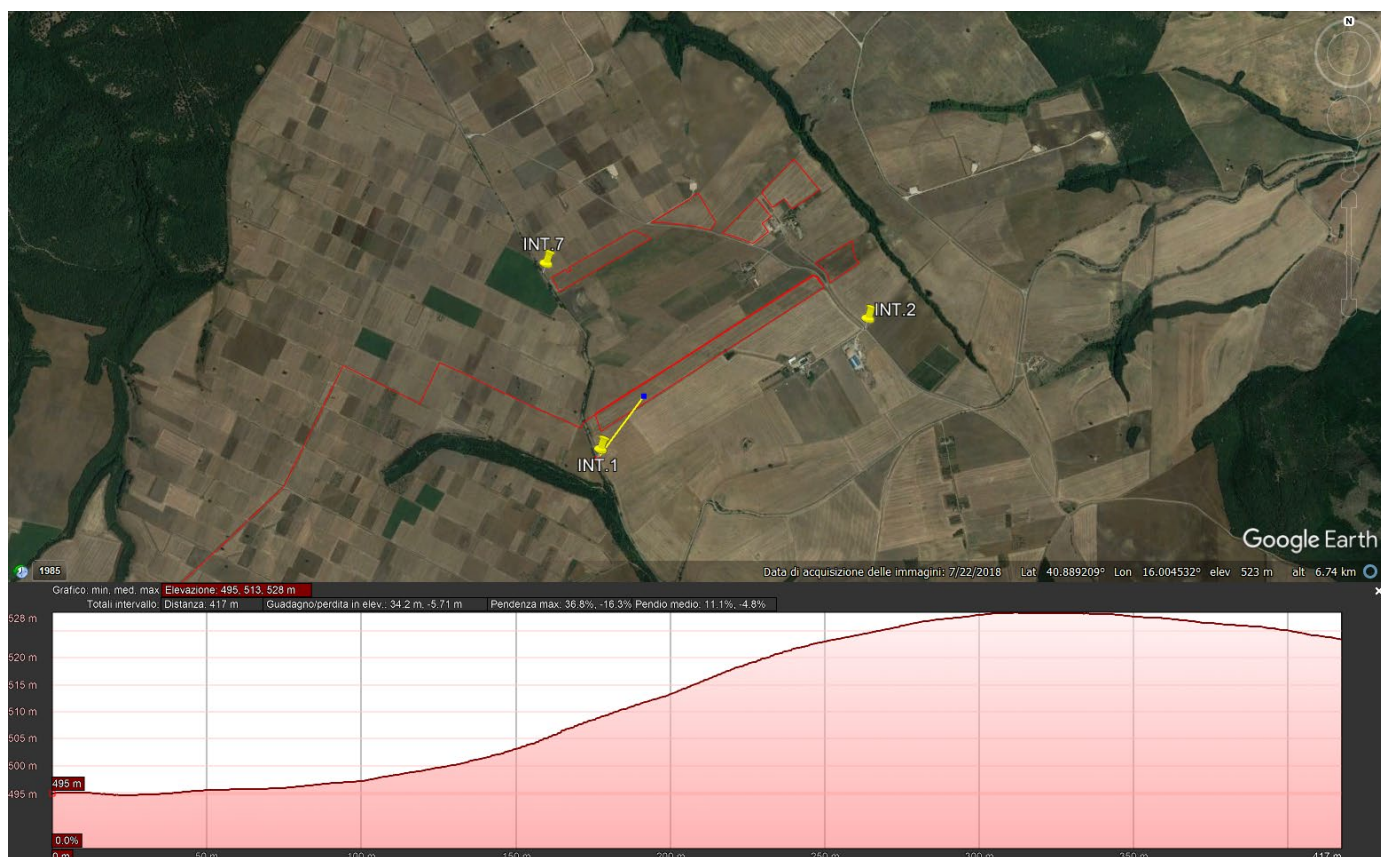 N
INT.7
INT.2
INT.1
Google Earth
1985
Data di acquisizione delle immagini: 7/22/2018 Lat 40.889209° Lon 16.004532° elev 523 m alt 6.74 km
Grafico: min, med, max Elevazione: 495, 513, 528 m
Totali intervallo: Distanza: 417 m Guadagno/perdita in elev.: 34.2 m, -5.71 m Pendenza max: 36.8%, -16.3% Pendio medio: 11.1%, -4.8%
528 m
520 m
515 m
510 m
505 m
500 m
495 m
495 m
0.0%
0 m 50 m 100 m 150 m 200 m 250 m 300 m 350 m 417 m